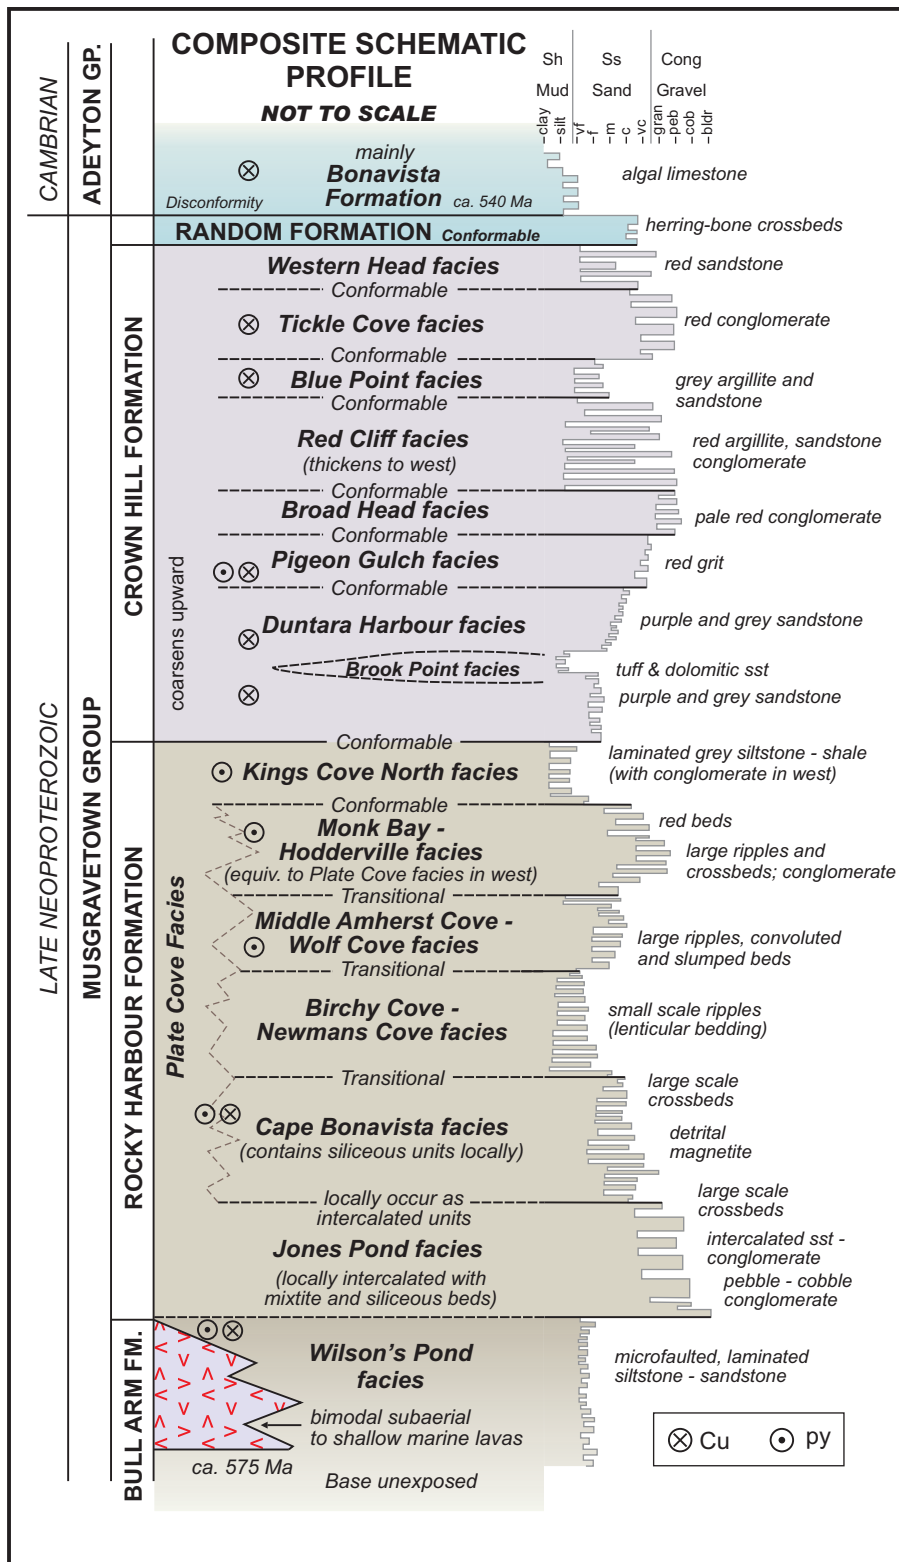 COMPOSITE SCHEMATIC
PROFILE
NOT TO SCALE
Sh
Ss
Cong
Mud
Sand
Gravel
clay
silt
vf
f
m
c
vc
gran
peb
cob
bldr
CAMBRIAN
ADEYTON GP.
mainly
Bonavista
Formation
Disconformity
ca. 540 Ma
algal limestone
RANDOM FORMATION Conformable
herring-bone crossbeds
LATE NEOPROTEROZOIC
MUSGRAVETOWN GROUP
CROWN HILL FORMATION
Western Head facies
red sandstone
Conformable
Tickle Cove facies
red conglomerate
Conformable
Blue Point facies
grey argillite and
sandstone
Conformable
Red Cliff facies
(thickens to west)
red argillite, sandstone
conglomerate
Conformable
Broad Head facies
pale red conglomerate
Conformable
Pigeon Gulch facies
red grit
Conformable
coarsens upward
Duntara Harbour facies
purple and grey sandstone
Brook Point facies
tuff & dolomitic sst
purple and grey sandstone
Conformable
ROCKY HARBOUR FORMATION
Kings Cove North facies
laminated grey siltstone - shale
(with conglomerate in west)
Conformable
Plate Cove Facies
Monk Bay -
Hodderville facies
(equiv. to Plate Cove facies in west)
red beds
large ripples and
crossbeds; conglomerate
Transitional
Middle Amherst Cove -
Wolf Cove facies
large ripples, convoluted
and slumped beds
Transitional
Birchy Cove -
Newmans Cove facies
small scale ripples
(lenticular bedding)
Transitional
large scale
crossbeds
Cape Bonavista facies
(contains siliceous units locally)
detrital
magnetite
locally occur as
intercalated units
large scale
crossbeds
Jones Pond facies
(locally intercalated with
mixtite and siliceous beds)
intercalated sst -
conglomerate
pebble - cobble
conglomerate
BULL ARM FM.
Wilson's Pond
facies
microfaulted, laminated
siltstone - sandstone
bimodal subaerial
to shallow marine lavas
ca. 575 Ma
Base unexposed
Cu
py